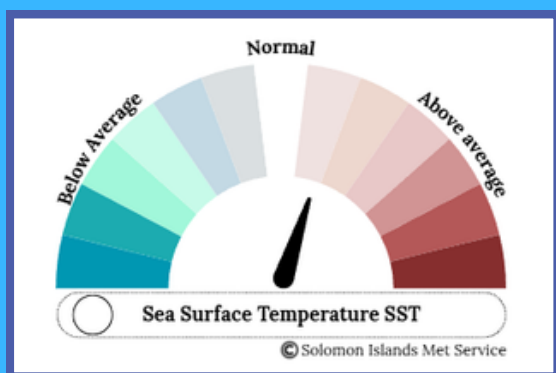 Normal
Below Average
Above average
Sea Surface Temperature SST
© Solomon Islands Met Service